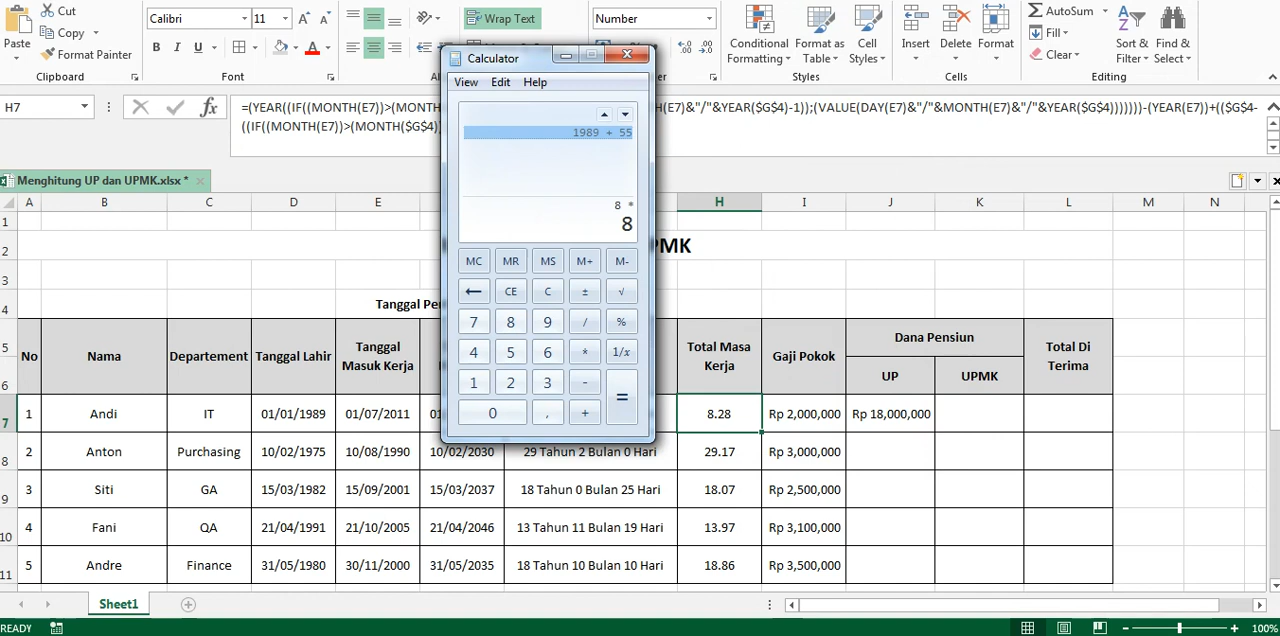 Cut
Copy
Format Painter
Paste
Clipboard
Calibri 11
B I U
Font
Wrap Text
Number
Conditional Formatting
Format as Table
Cell Styles
Styles
Insert Delete Format
Cells
AutoSum
Fill
Clear
Sort & Filter
Find & Select
Editing
H7
fx
=(YEAR((IF((MONTH(E7))>(MONTH
H(E7)&"/"&YEAR($G$4)-1));(VALUE(DAY(E7)&"/"&MONTH(E7)&"/"&YEAR($G$4)))))))-(YEAR(E7))+(($G$4-
((IF((MONTH(E7))>(MONTH($G$4)
Menghitung UP dan UPMK.xlsx *
Calculator
View Edit Help
1989 + 55
8 *
8
MC MR MS M+ M-
← CE C ± √
7 8 9 / %
4 5 6 * 1/x
1 2 3 - =
0 , +
A B C D E H I J K L M N
1
2 PMK
3
4 Tanggal Pen
5
6
No Nama Departement Tanggal Lahir Tanggal Masuk Kerja Total Masa Kerja Gaji Pokok Dana Pensiun Total Di Terima
UP UPMK
7 1 Andi IT 01/01/1989 01/07/2011 01 8.28 Rp 2,000,000 Rp 18,000,000
8 2 Anton Purchasing 10/02/1975 10/08/1990 10/02/2030 29 Tahun 2 Bulan 0 Hari 29.17 Rp 3,000,000
9 3 Siti GA 15/03/1982 15/09/2001 15/03/2037 18 Tahun 0 Bulan 25 Hari 18.07 Rp 2,500,000
10 4 Fani QA 21/04/1991 21/10/2005 21/04/2046 13 Tahun 11 Bulan 19 Hari 13.97 Rp 3,100,000
11 5 Andre Finance 31/05/1980 30/11/2000 31/05/2035 18 Tahun 10 Bulan 10 Hari 18.86 Rp 3,500,000
Sheet1
READY
100%